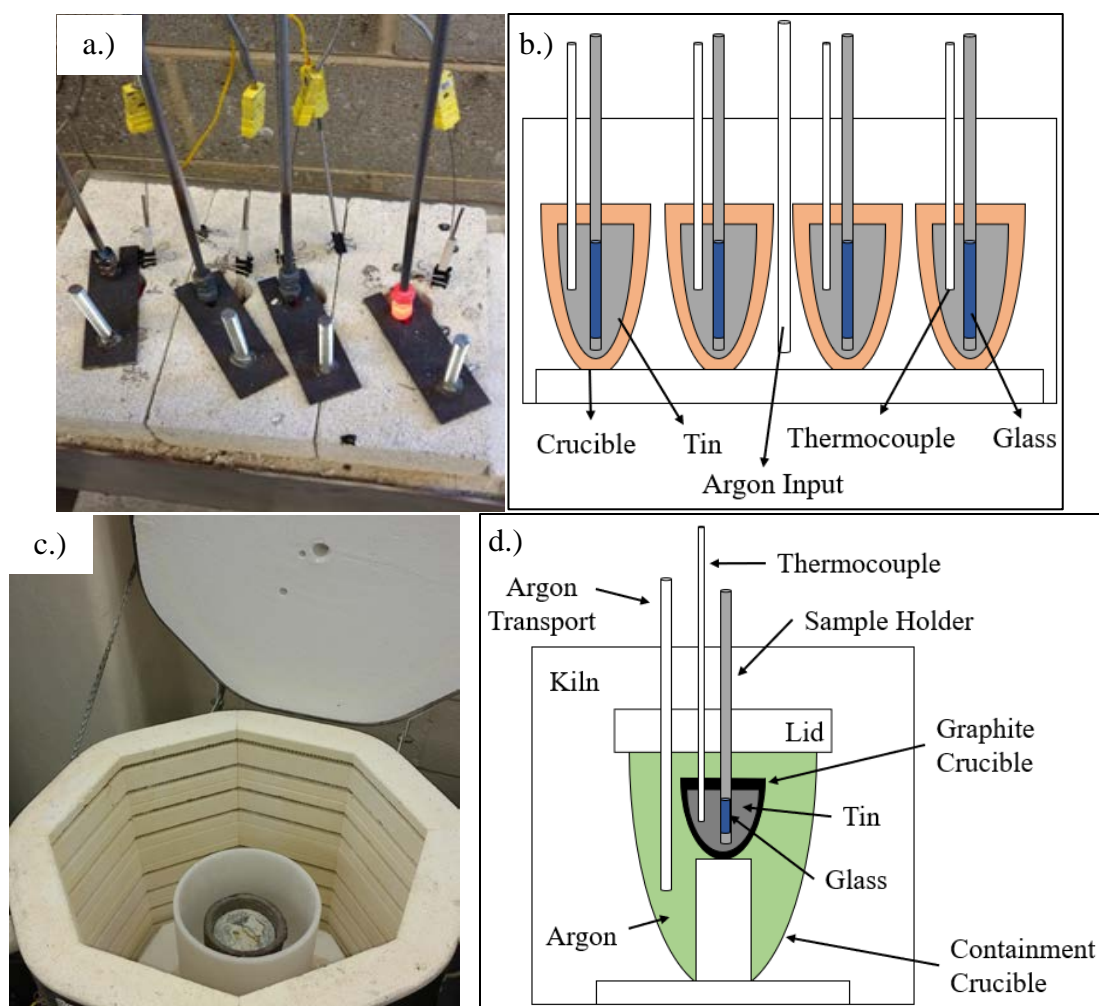 a.)
b.)
Crucible
Tin
Thermocouple
Glass
Argon Input
c.)
d.)
Thermocouple
Argon
Transport
Sample Holder
Kiln
Lid
Graphite
Crucible
Tin
Glass
Argon
Containment
Crucible